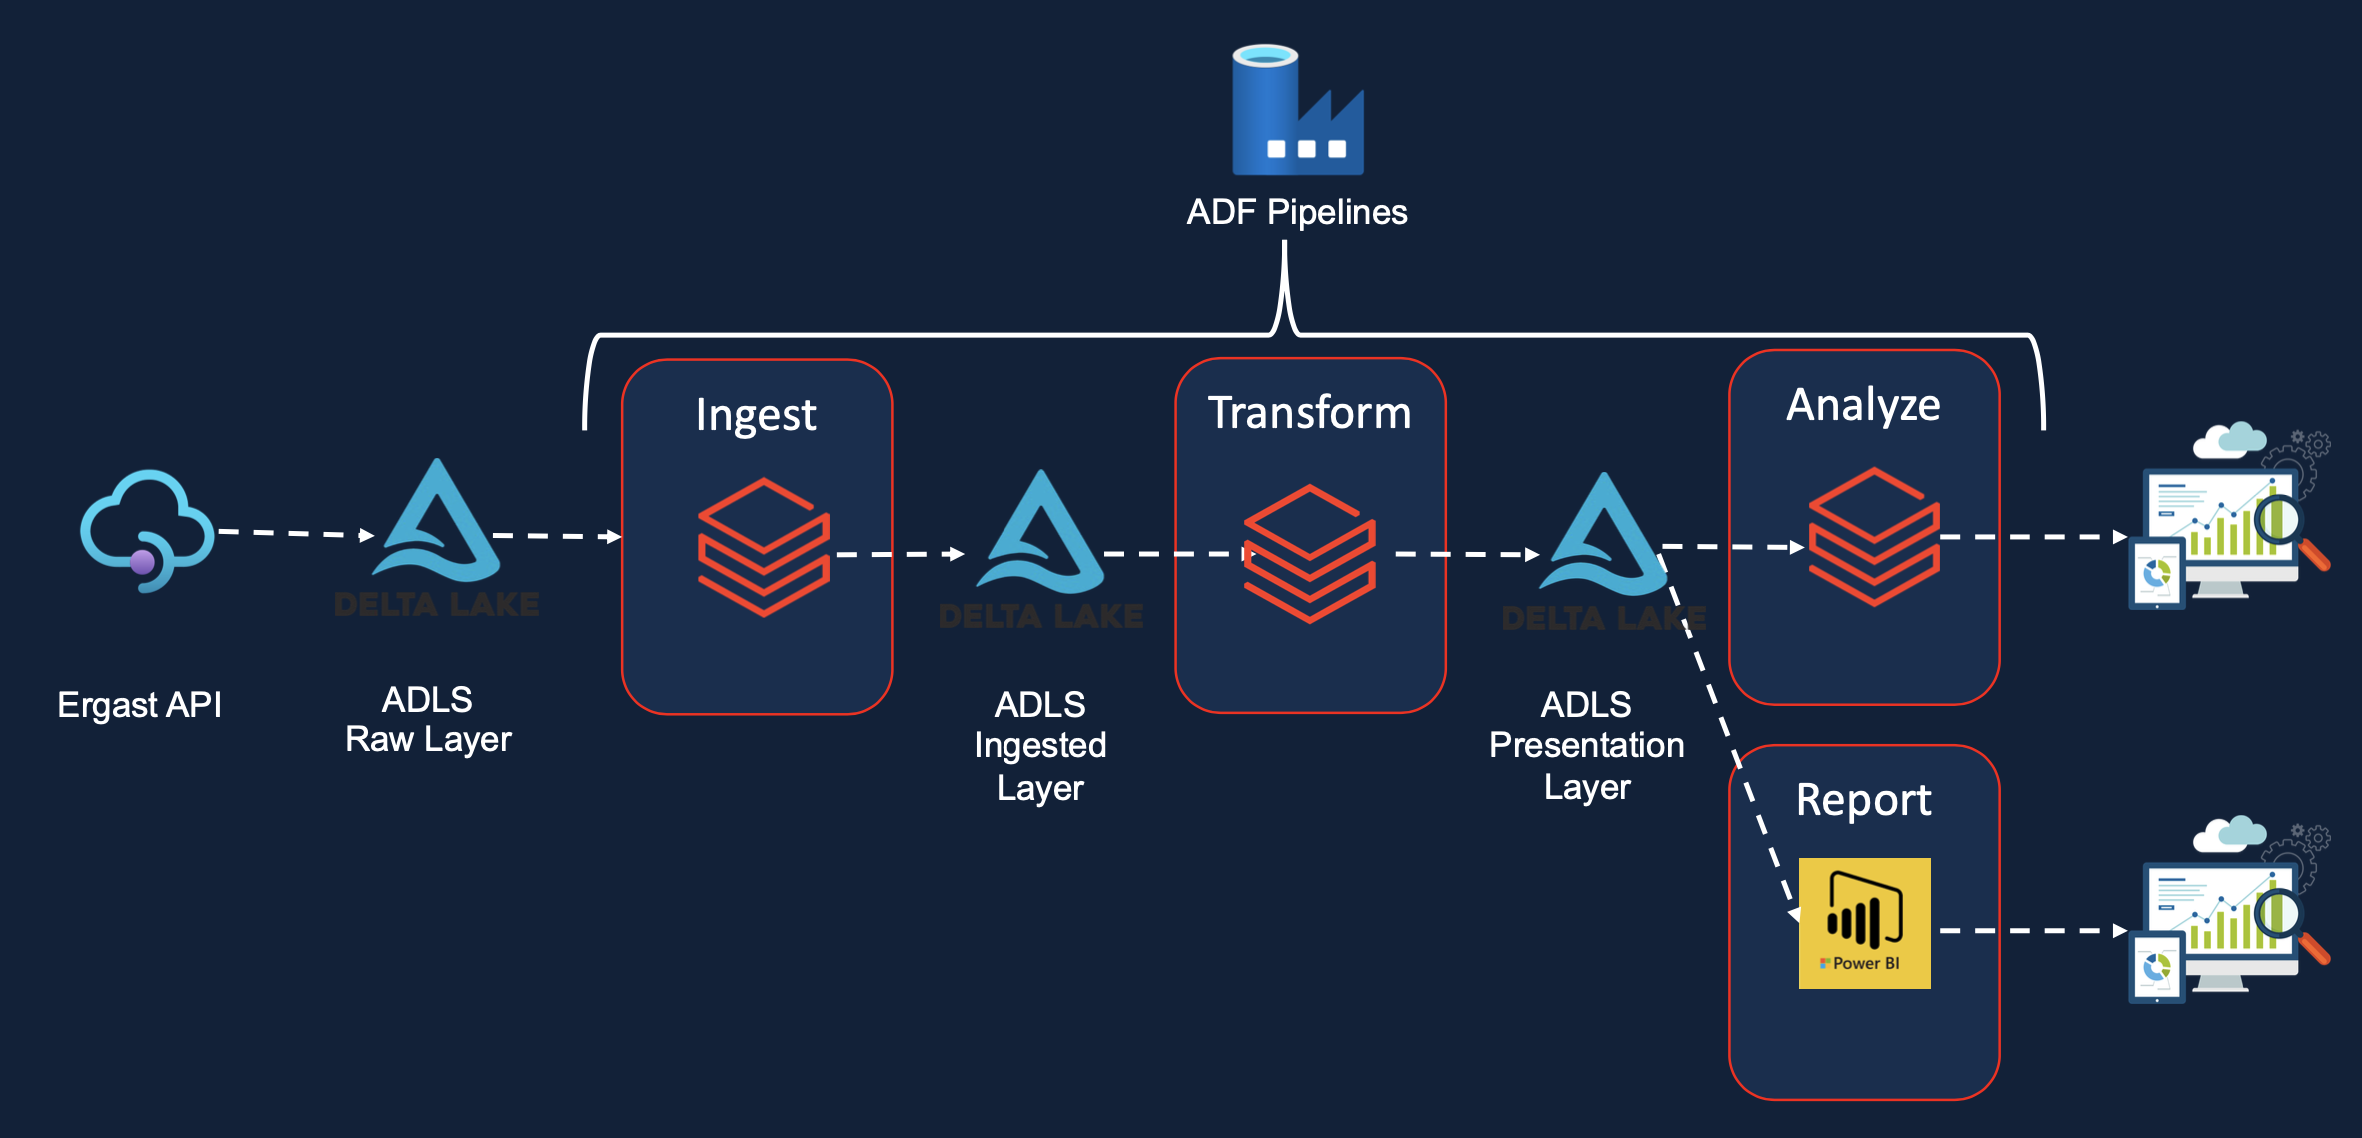 ADF Pipelines
Ingest
Transform
Analyze
DELTA LAKE
DELTA LAKE
DELTA LAKE
Ergast API
ADLS
Raw Layer
ADLS
Ingested
Layer
ADLS
Presentation
Layer
Report
Power BI